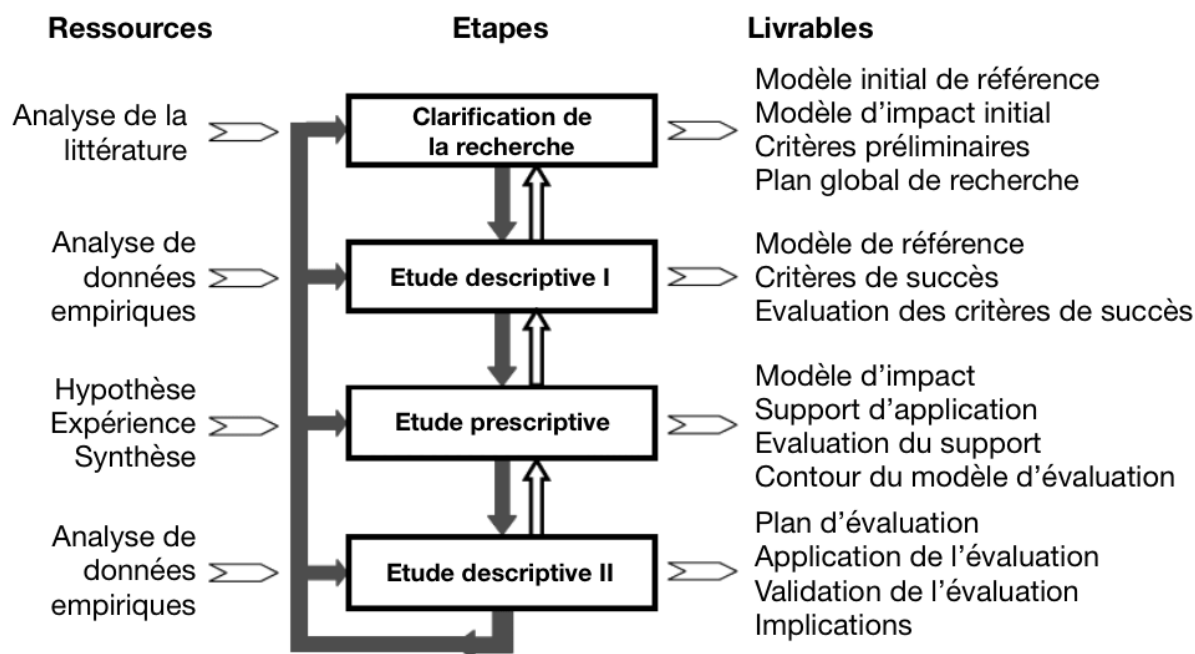 Ressources
Etapes
Livrables
Analyse de la
littérature
Clarification de
la recherche
Modèle initial de référence
Modèle d'impact initial
Critères préliminaires
Plan global de recherche
Analyse de
données
empiriques
Etude descriptive I
Modèle de référence
Critères de succès
Evaluation des critères de succès
Hypothèse
Expérience
Synthèse
Etude prescriptive
Modèle d'impact
Support d'application
Evaluation du support
Contour du modèle d'évaluation
Analyse de
données
empiriques
Etude descriptive II
Plan d'évaluation
Application de l'évaluation
Validation de l'évaluation
Implications